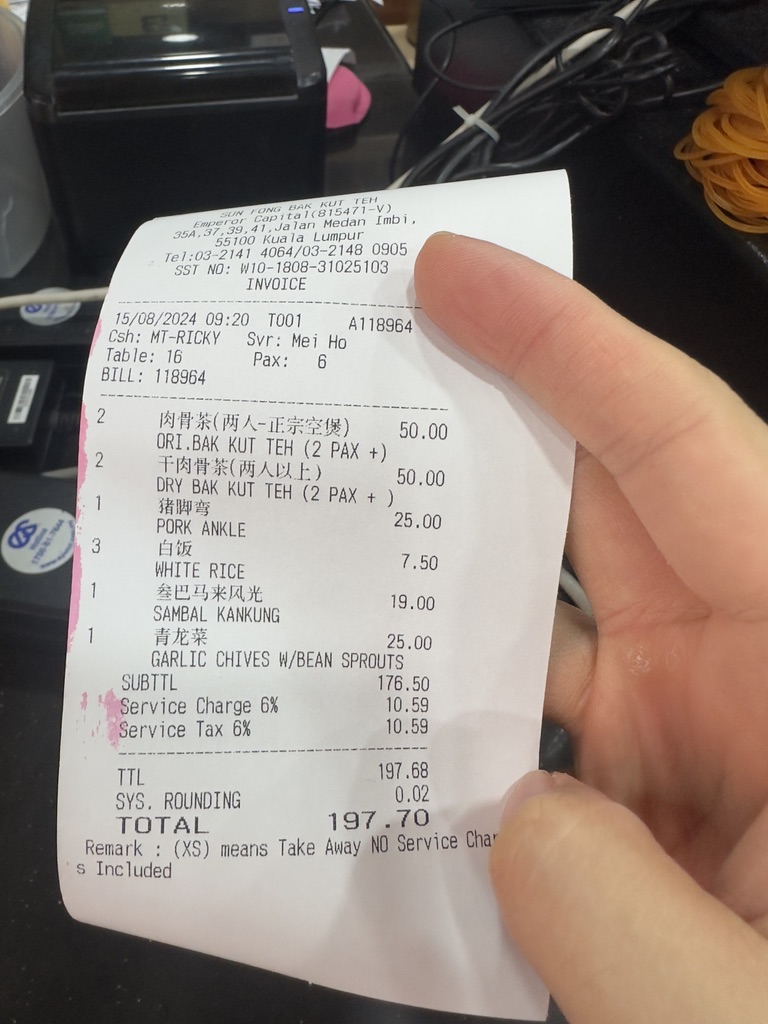 SUN FONG BAK KUT TEH
Emperor Capital(815471-V)
35A,37,39,41,Jalan Medan Imbi,
55100 Kuala Lumpur
Tel:03-2141 4064/03-2148 0905
SST NO: W10-1808-31025103
INVOICE
15/08/2024 09:20 T001 A118964
Csh: MT-RICKY Svr: Mei Ho
Table: 16 Pax: 6
BILL: 118964
2 肉骨茶(两人-正宗空煲) 50.00
ORI.BAK KUT TEH (2 PAX +)
2 干肉骨茶(两人以上) 50.00
DRY BAK KUT TEH (2 PAX + )
1 猪脚弯 25.00
PORK ANKLE
3 白饭 7.50
WHITE RICE
1 叁巴马来风光 19.00
SAMBAL KANKUNG
1 青龙菜 25.00
GARLIC CHIVES W/BEAN SPROUTS
SUBTTL 176.50
Service Charge 6% 10.59
Service Tax 6% 10.59
TTL 197.68
SYS. ROUNDING 0.02
TOTAL 197.70
Remark : (XS) means Take Away NO Service Char
s Included